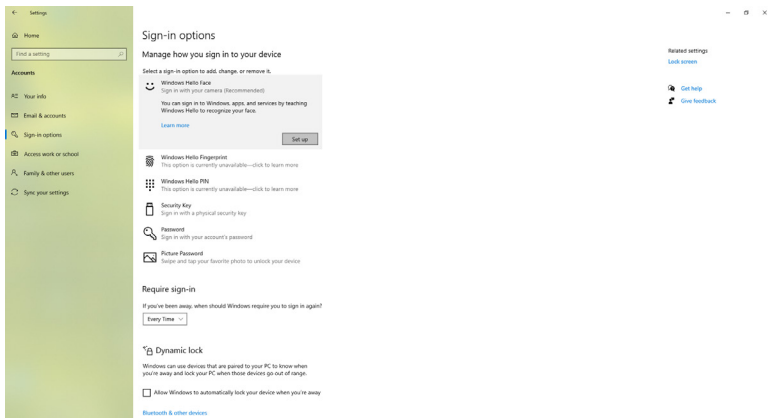 Settings
Home
Find a setting
Accounts
Your info
Email & accounts
Sign-in options
Access work or school
Family & other users
Sync your settings
Sign-in options
Manage how you sign in to your device
Select a sign-in option to add, change, or remove it.
Windows Hello Face
Sign in with your camera (Recommended)
You can sign in to Windows, apps, and services by teaching
Windows Hello to recognize your face.
Learn more
Set up
Windows Hello Fingerprint
This option is currently unavailable—click to learn more
Windows Hello PIN
This option is currently unavailable—click to learn more
Security Key
Sign in with a physical security key
Password
Sign in with your account's password
Picture Password
Swipe and tap your favorite photo to unlock your device
Require sign-in
If you've been away, when should Windows require you to sign in again?
Every Time
Dynamic lock
Windows can use devices that are paired to your PC to know when
you're away and lock your PC when those devices go out of range.
Allow Windows to automatically lock your device when you're away
Bluetooth & other devices
Related settings
Lock screen
Get help
Give feedback